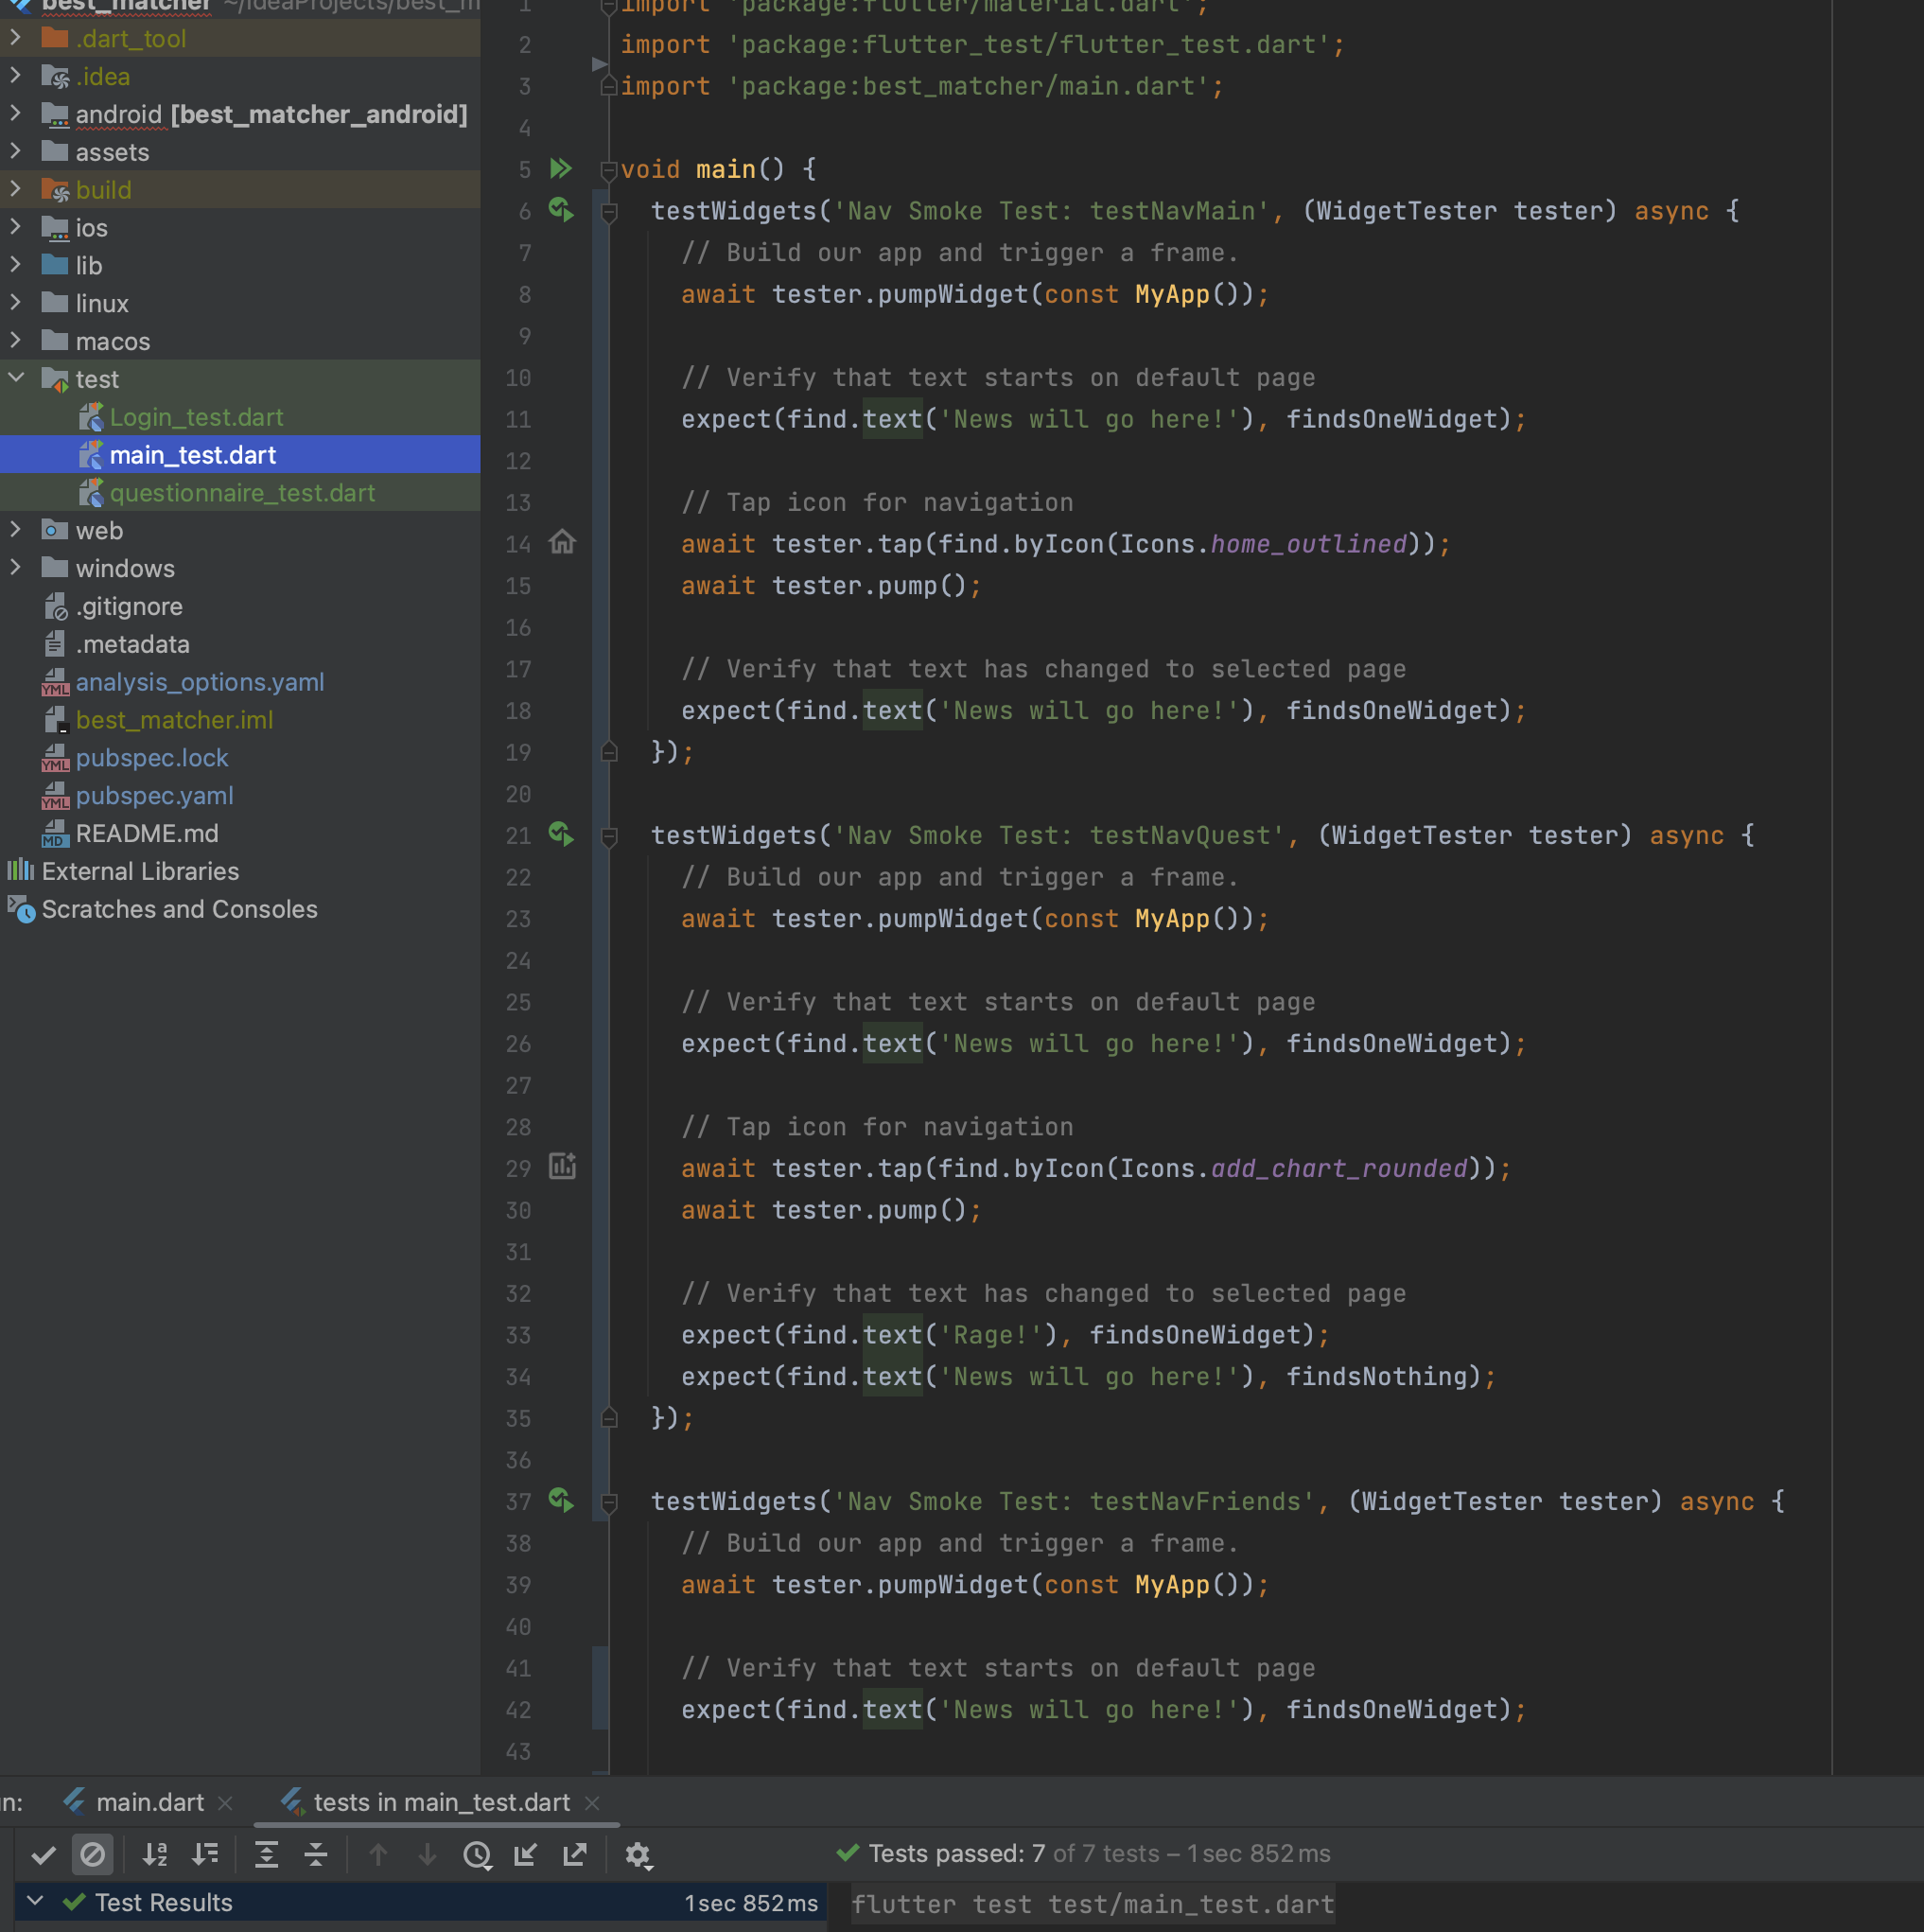 best_matcher ~/IdeaProjects/best_m
.dart_tool
.idea
android [best_matcher_android]
assets
build
ios
lib
linux
macos
test
Login_test.dart
main_test.dart
questionnaire_test.dart
web
windows
.gitignore
.metadata
analysis_options.yaml
best_matcher.iml
pubspec.lock
pubspec.yaml
README.md
External Libraries
Scratches and Consoles
1 import 'package:flutter/material.dart';
2 import 'package:flutter_test/flutter_test.dart';
3 import 'package:best_matcher/main.dart';
4
5 void main() {
6 testWidgets('Nav Smoke Test: testNavMain', (WidgetTester tester) async {
7 // Build our app and trigger a frame.
8 await tester.pumpWidget(const MyApp());
9
10 // Verify that text starts on default page
11 expect(find.text('News will go here!'), findsOneWidget);
12
13 // Tap icon for navigation
14 await tester.tap(find.byIcon(Icons.home_outlined));
15 await tester.pump();
16
17 // Verify that text has changed to selected page
18 expect(find.text('News will go here!'), findsOneWidget);
19 });
20
21 testWidgets('Nav Smoke Test: testNavQuest', (WidgetTester tester) async {
22 // Build our app and trigger a frame.
23 await tester.pumpWidget(const MyApp());
24
25 // Verify that text starts on default page
26 expect(find.text('News will go here!'), findsOneWidget);
27
28 // Tap icon for navigation
29 await tester.tap(find.byIcon(Icons.add_chart_rounded));
30 await tester.pump();
31
32 // Verify that text has changed to selected page
33 expect(find.text('Rage!'), findsOneWidget);
34 expect(find.text('News will go here!'), findsNothing);
35 });
36
37 testWidgets('Nav Smoke Test: testNavFriends', (WidgetTester tester) async {
38 // Build our app and trigger a frame.
39 await tester.pumpWidget(const MyApp());
40
41 // Verify that text starts on default page
42 expect(find.text('News will go here!'), findsOneWidget);
43
n: main.dart tests in main_test.dart
Tests passed: 7 of 7 tests – 1 sec 852 ms
Test Results 1 sec 852 ms
flutter test test/main_test.dart